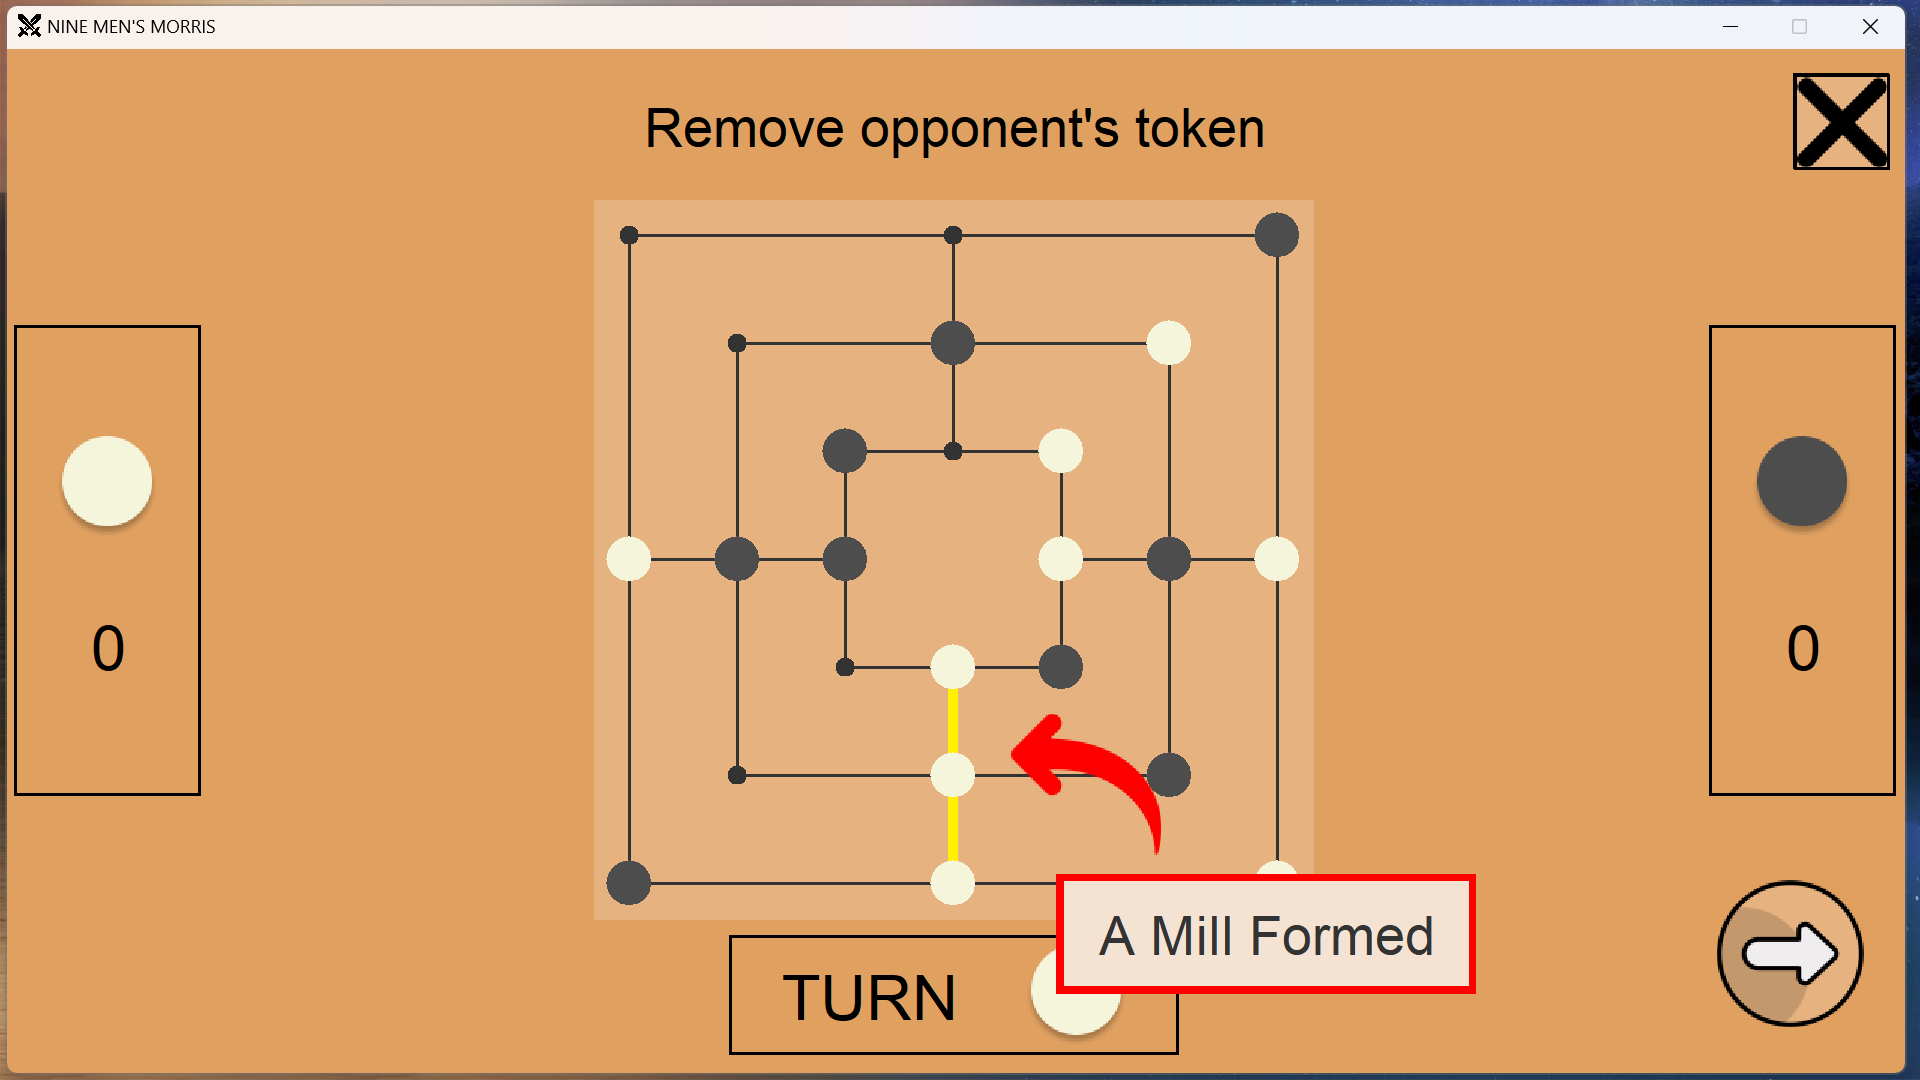 NINE MEN'S MORRIS
Remove opponent's token
0
0
A Mill Formed
TURN